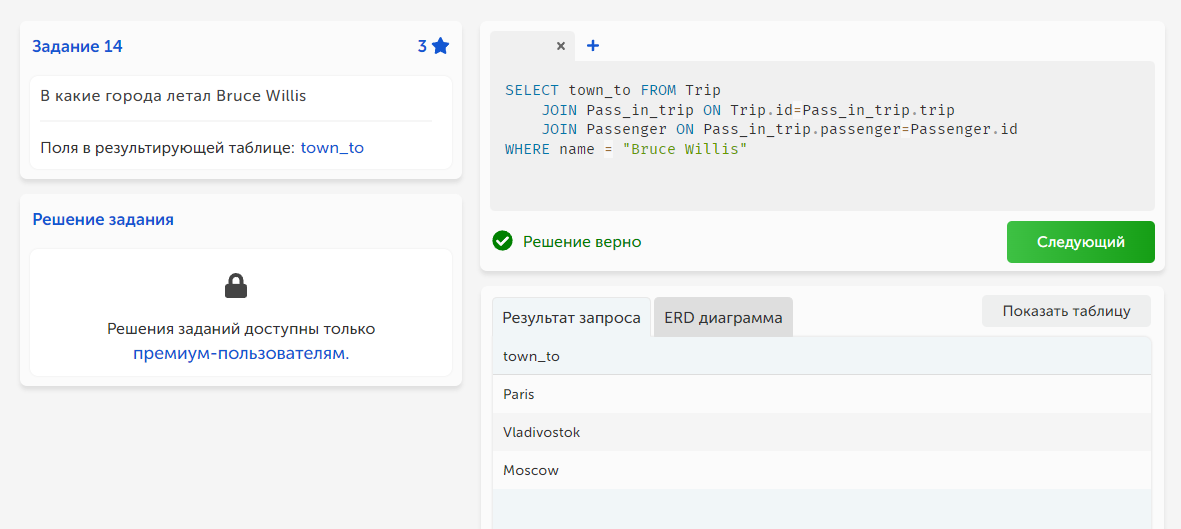 Задание 14
3
В какие города летал Bruce Willis
Поля в результирующей таблице: town_to
Решение задания
Решения заданий доступны только
премиум-пользователям.
× +
SELECT town_to FROM Trip
JOIN Pass_in_trip ON Trip.id=Pass_in_trip.trip
JOIN Passenger ON Pass_in_trip.passenger=Passenger.id
WHERE name = "Bruce Willis"
Решение верно
Следующий
Результат запроса
ERD диаграмма
Показать таблицу
town_to
Paris
Vladivostok
Moscow